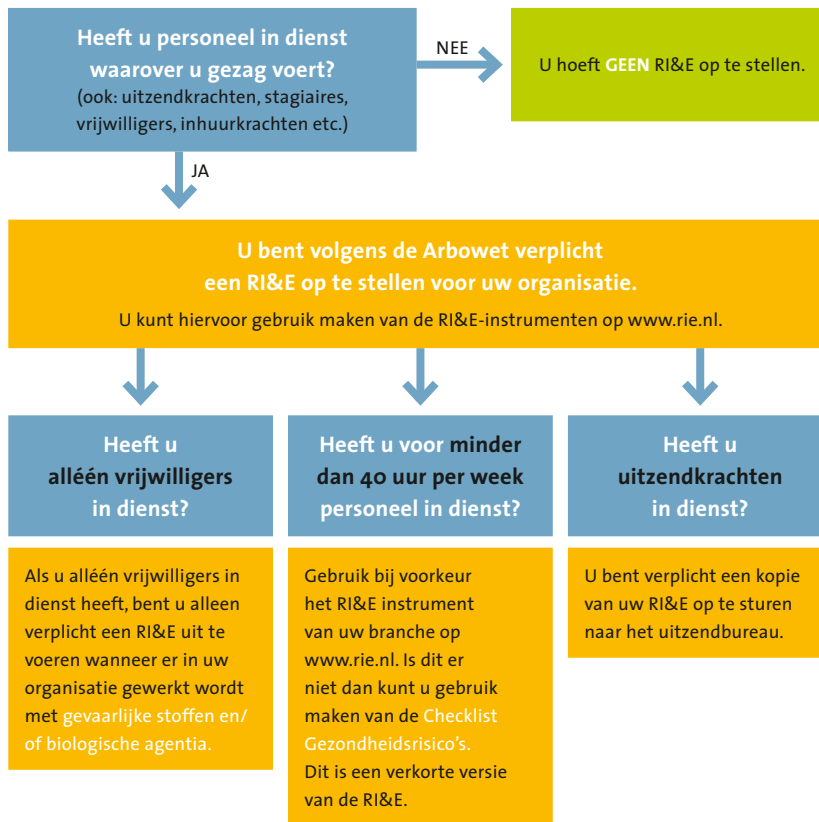 Heeft u personeel in dienst
waarover u gezag voert?
(ook: uitzendkrachten, stagiaires,
vrijwilligers, inhuurkrachten etc.)
NEE
U hoeft GEEN RI&E op te stellen.
JA
U bent volgens de Arbowet verplicht
een RI&E op te stellen voor uw organisatie.
U kunt hiervoor gebruik maken van de RI&E-instrumenten op www.rie.nl.
Heeft u
alléén vrijwilligers
in dienst?
Als u alléén vrijwilligers in
dienst heeft, bent u alleen
verplicht een RI&E uit te
voeren wanneer er in uw
organisatie gewerkt wordt
met gevaarlijke stoffen en/
of biologische agentia.
Heeft u voor minder
dan 40 uur per week
personeel in dienst?
Gebruik bij voorkeur
het RI&E instrument
van uw branche op
www.rie.nl. Is dit er
niet dan kunt u gebruik
maken van de Checklist
Gezondheidsrisico's.
Dit is een verkorte versie
van de RI&E.
Heeft u
uitzendkrachten
in dienst?
U bent verplicht een kopie
van uw RI&E op te sturen
naar het uitzendbureau.